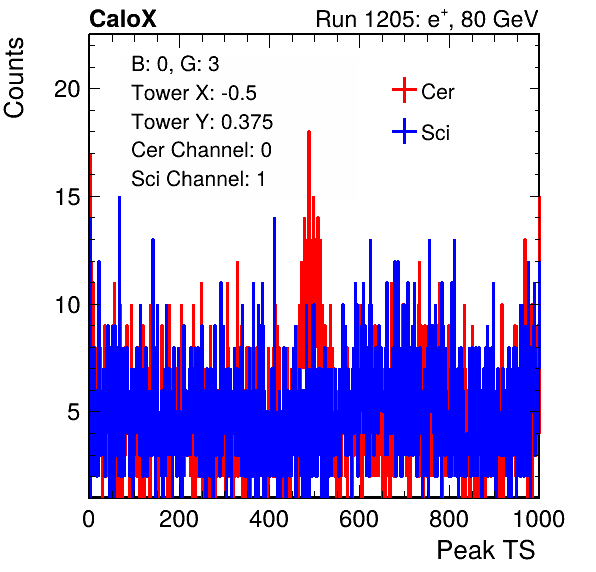 CaloX Run 1205: e⁺, 80 GeV
Counts
B: 0, G: 3
Tower X: -0.5
Tower Y: 0.375
Cer Channel: 0
Sci Channel: 1
Cer
Sci
20
15
10
5
0 200 400 600 800 1000
Peak TS